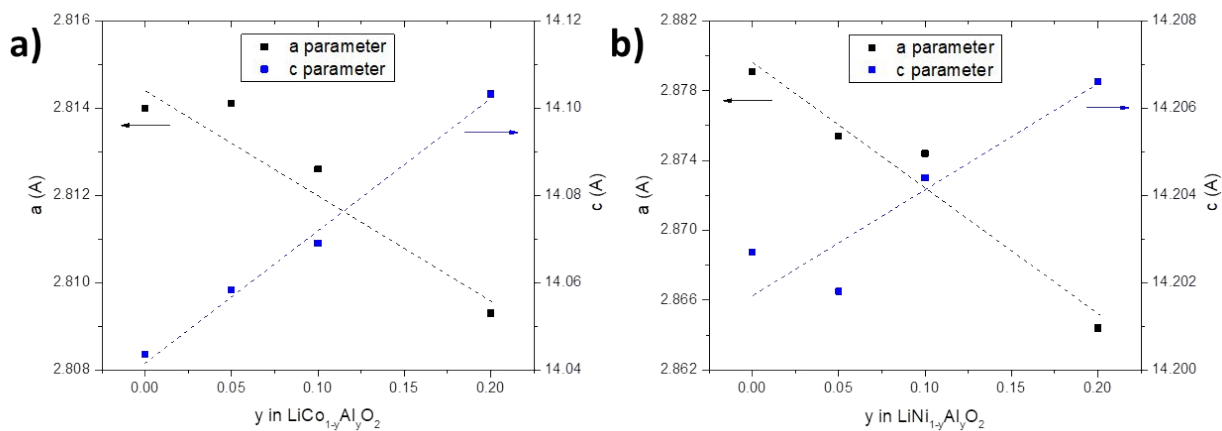 a)
a parameter
c parameter
2.816
2.814
2.812
2.810
2.808
a (A)
14.12
14.10
14.08
14.06
14.04
c (A)
0.00 0.05 0.10 0.15 0.20
y in LiCo1-yAlyO2
b)
a parameter
c parameter
2.882
2.878
2.874
2.870
2.866
2.862
a (A)
14.208
14.206
14.204
14.202
14.200
c (A)
0.00 0.05 0.10 0.15 0.20
y in LiNi1-yAlyO2